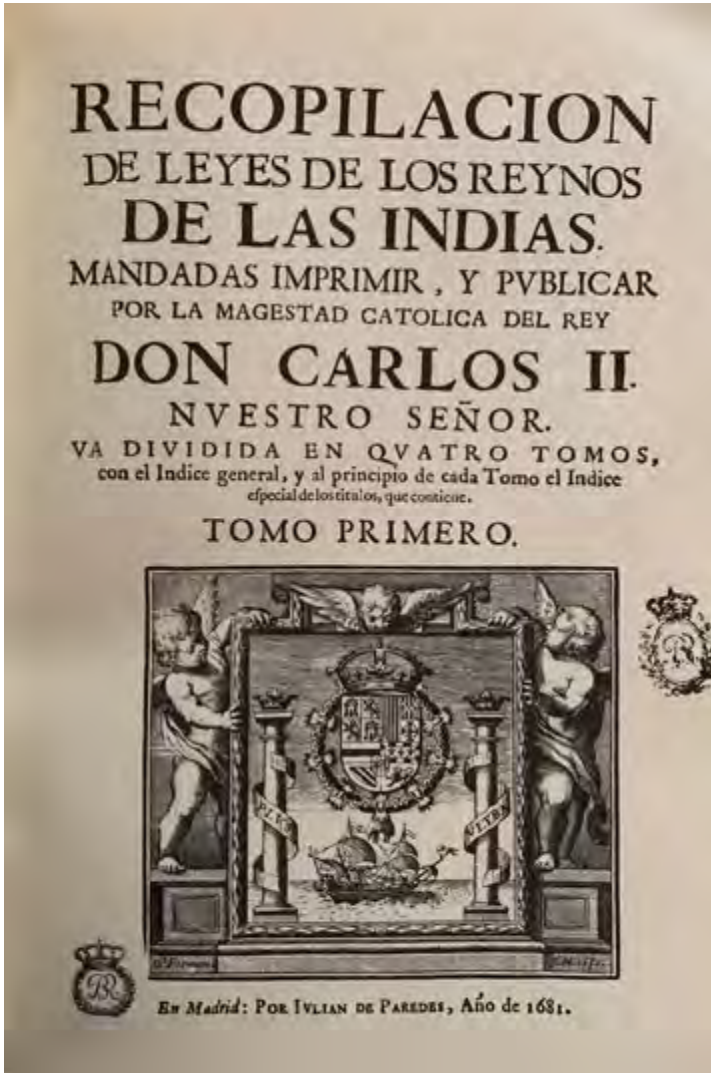 RECOPILACION
DE LEYES DE LOS REYNOS
DE LAS INDIAS.
MANDADAS IMPRIMIR, Y PVBLICAR
POR LA MAGESTAD CATOLICA DEL REY
DON CARLOS II.
NVESTRO SEÑOR.
VA DIVIDIDA EN QVATRO TOMOS,
con el Indice general, y al principio de cada Tomo el Indice
especial de los titulos, que contiene.
TOMO PRIMERO.
PLVS
VLTRA
En Madrid: POR IVLIAN DE PAREDES, Año de 1681.